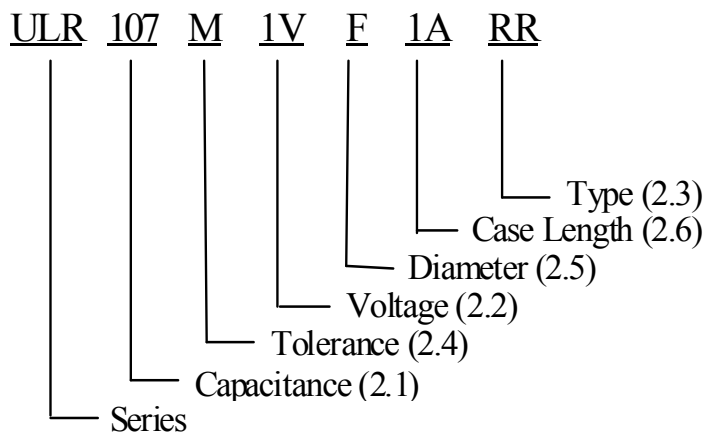 ULR 107 M 1V F 1A RR
Type (2.3)
Case Length (2.6)
Diameter (2.5)
Voltage (2.2)
Tolerance (2.4)
Capacitance (2.1)
Series